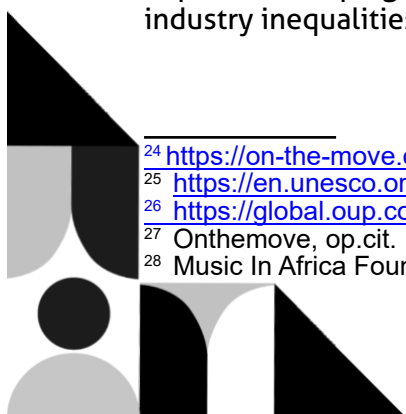 industry inequalities
24 https://on-the-move.
25 https://en.unesco.or
26 https://global.oup.co
27 Onthemove, op.cit.
28 Music In Africa Four